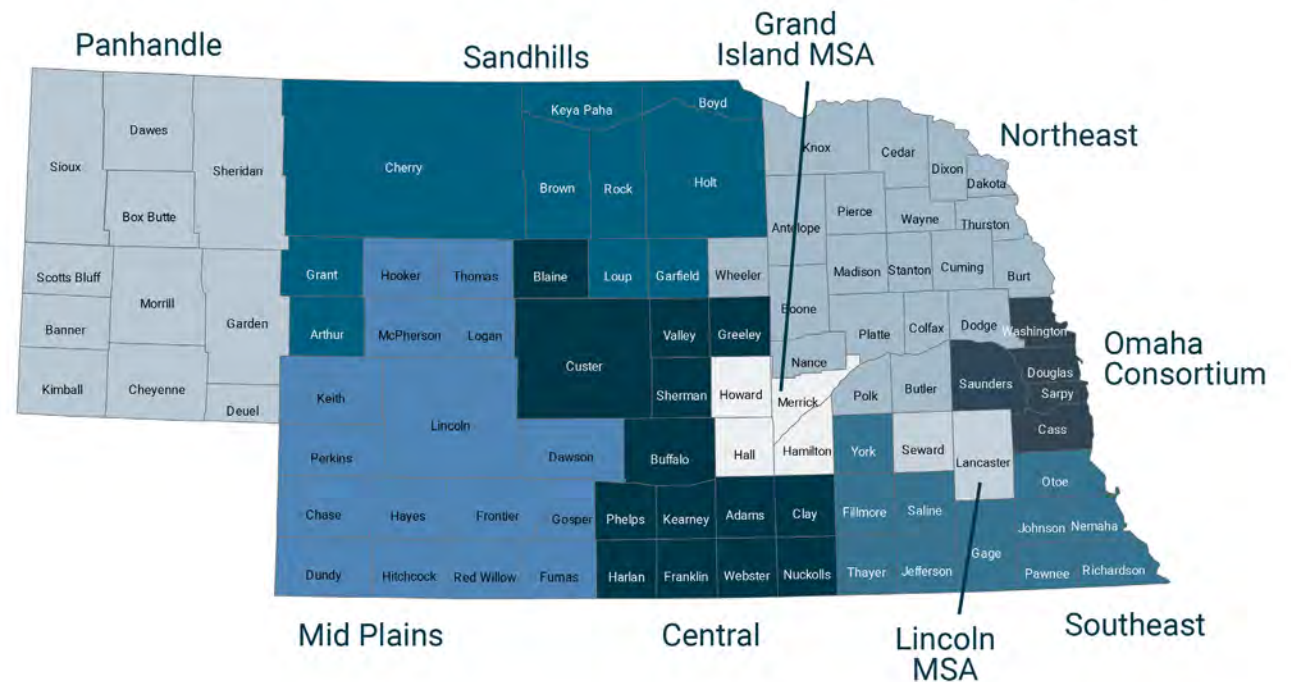 Grand
Island MSA
Panhandle
Sandhills
Northeast
Omaha
Consortium
Mid Plains
Central
Lincoln
MSA
Southeast
Sioux
Dawes
Sheridan
Box Butte
Scotts Bluff
Morrill
Garden
Banner
Kimball
Cheyenne
Deuel
Cherry
Keya Paha
Boyd
Brown
Rock
Holt
Grant
Hooker
Thomas
Blaine
Loup
Garfield
Wheeler
Arthur
McPherson
Logan
Custer
Valley
Greeley
Sherman
Howard
Merrick
Nance
Boone
Antelope
Knox
Cedar
Dixon
Dakota
Pierce
Wayne
Thurston
Madison
Stanton
Cuming
Burt
Platte
Colfax
Dodge
Washington
Douglas
Sarpy
Cass
Saunders
Butler
Polk
Keith
Lincoln
Perkins
Dawson
Buffalo
Hall
Hamilton
York
Seward
Lancaster
Otoe
Chase
Hayes
Frontier
Gosper
Phelps
Kearney
Adams
Clay
Fillmore
Saline
Gage
Johnson
Nemaha
Dundy
Hitchcock
Red Willow
Furnas
Harlan
Franklin
Webster
Nuckolls
Thayer
Jefferson
Pawnee
Richardson